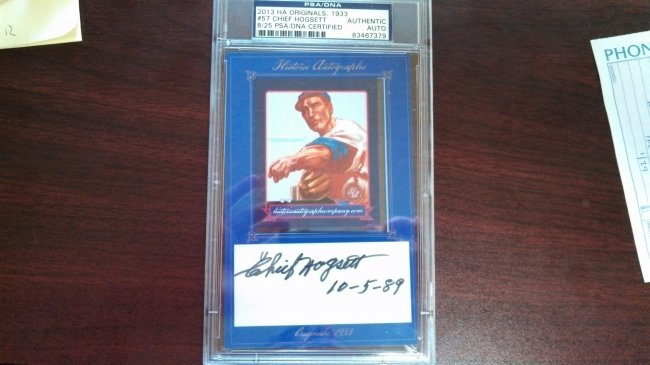 PSA/DNA
2013 HA ORIGINALS, 1933
#57 CHIEF HOGSETT AUTHENTIC
AUTO
8/25 PSA/DNA CERTIFIED 83467379
Historic Autographs
historicautographcompany.com
Chief Hogsett
10-5-89
Originals, 1933
12
PHON